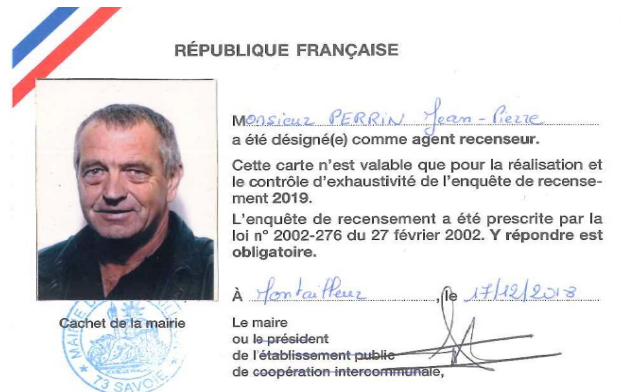 RÉPUBLIQUE FRANÇAISE
Monsieur PERRIN Jean-Pierre
a été désigné(e) comme agent recenseur.
Cette carte n'est valable que pour la réalisation et
le contrôle d'exhaustivité de l'enquête de recense-
ment 2019.
L'enquête de recensement a été prescrite par la
loi n° 2002-276 du 27 février 2002. Y répondre est
obligatoire.
À Montailleur, le 17/12/2018
Cachet de la mairie
MAIRIE
73 SAVOIE
Le maire
ou le président
de l'établissement public
de coopération intercommunale,